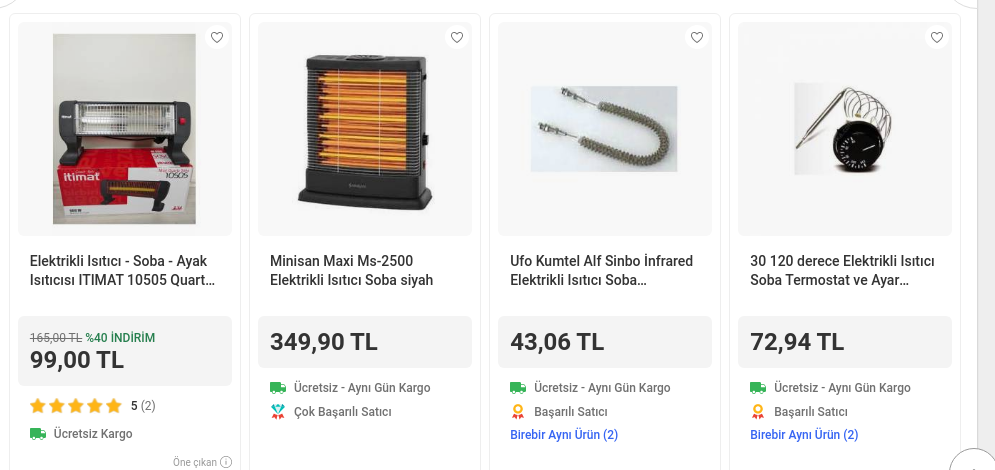 itimat
10505
Elektrikli Isıtıcı - Soba - Ayak
Isıtıcısı ITIMAT 10505 Quart...
165,00 TL %40 İNDİRİM
99,00 TL
5 (2)
Ücretsiz Kargo
Öne çıkan
Minisan Maxi Ms-2500
Elektrikli Isıtıcı Soba siyah
349,90 TL
Ücretsiz - Aynı Gün Kargo
Çok Başarılı Satıcı
Ufo Kumtel Alf Sinbo İnfrared
Elektrikli Isıtıcı Soba...
43,06 TL
Ücretsiz - Aynı Gün Kargo
Başarılı Satıcı
Birebir Aynı Ürün (2)
30 120 derece Elektrikli Isıtıcı
Soba Termostat ve Ayar...
72,94 TL
Ücretsiz - Aynı Gün Kargo
Başarılı Satıcı
Birebir Aynı Ürün (2)